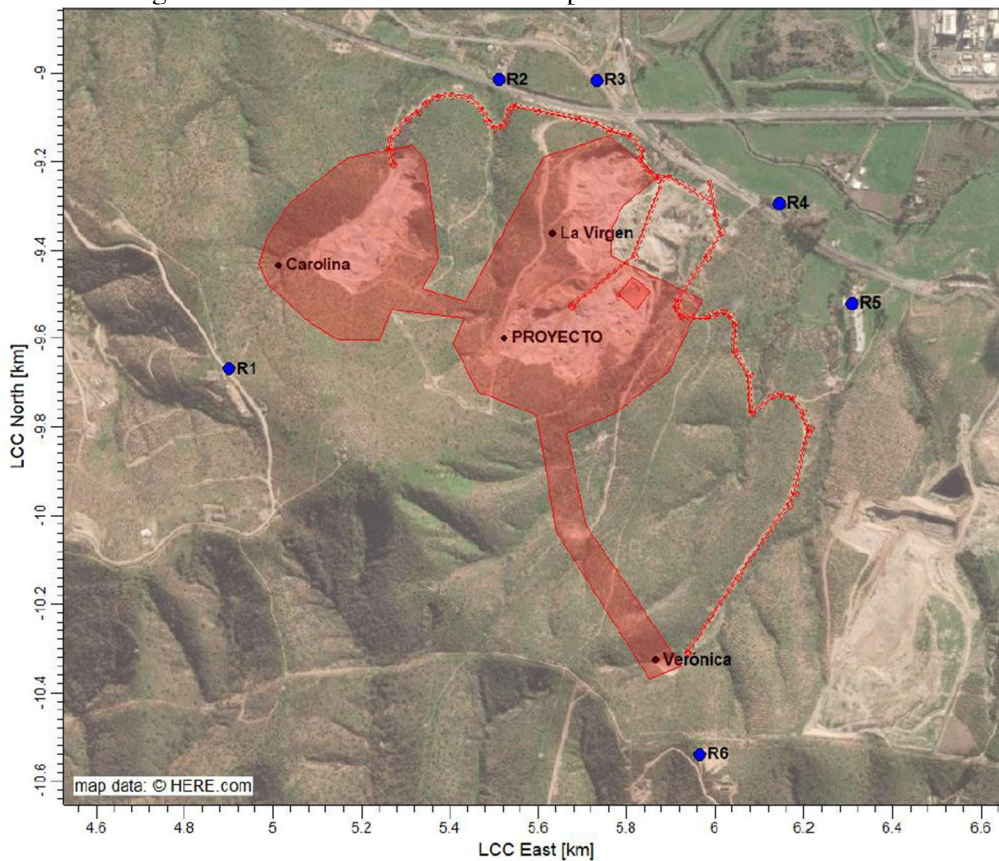 -9
R2
R3
-9.2
R4
La Virgen
-9.4
Carolina
R5
PROYECTO
-9.6
R1
-9.8
LCC North [km]
-10
-10.2
Verónica
-10.4
R6
-10.6
map data: © HERE.com
4.6 4.8 5 5.2 5.4 5.6 5.8 6 6.2 6.4 6.6
LCC East [km]